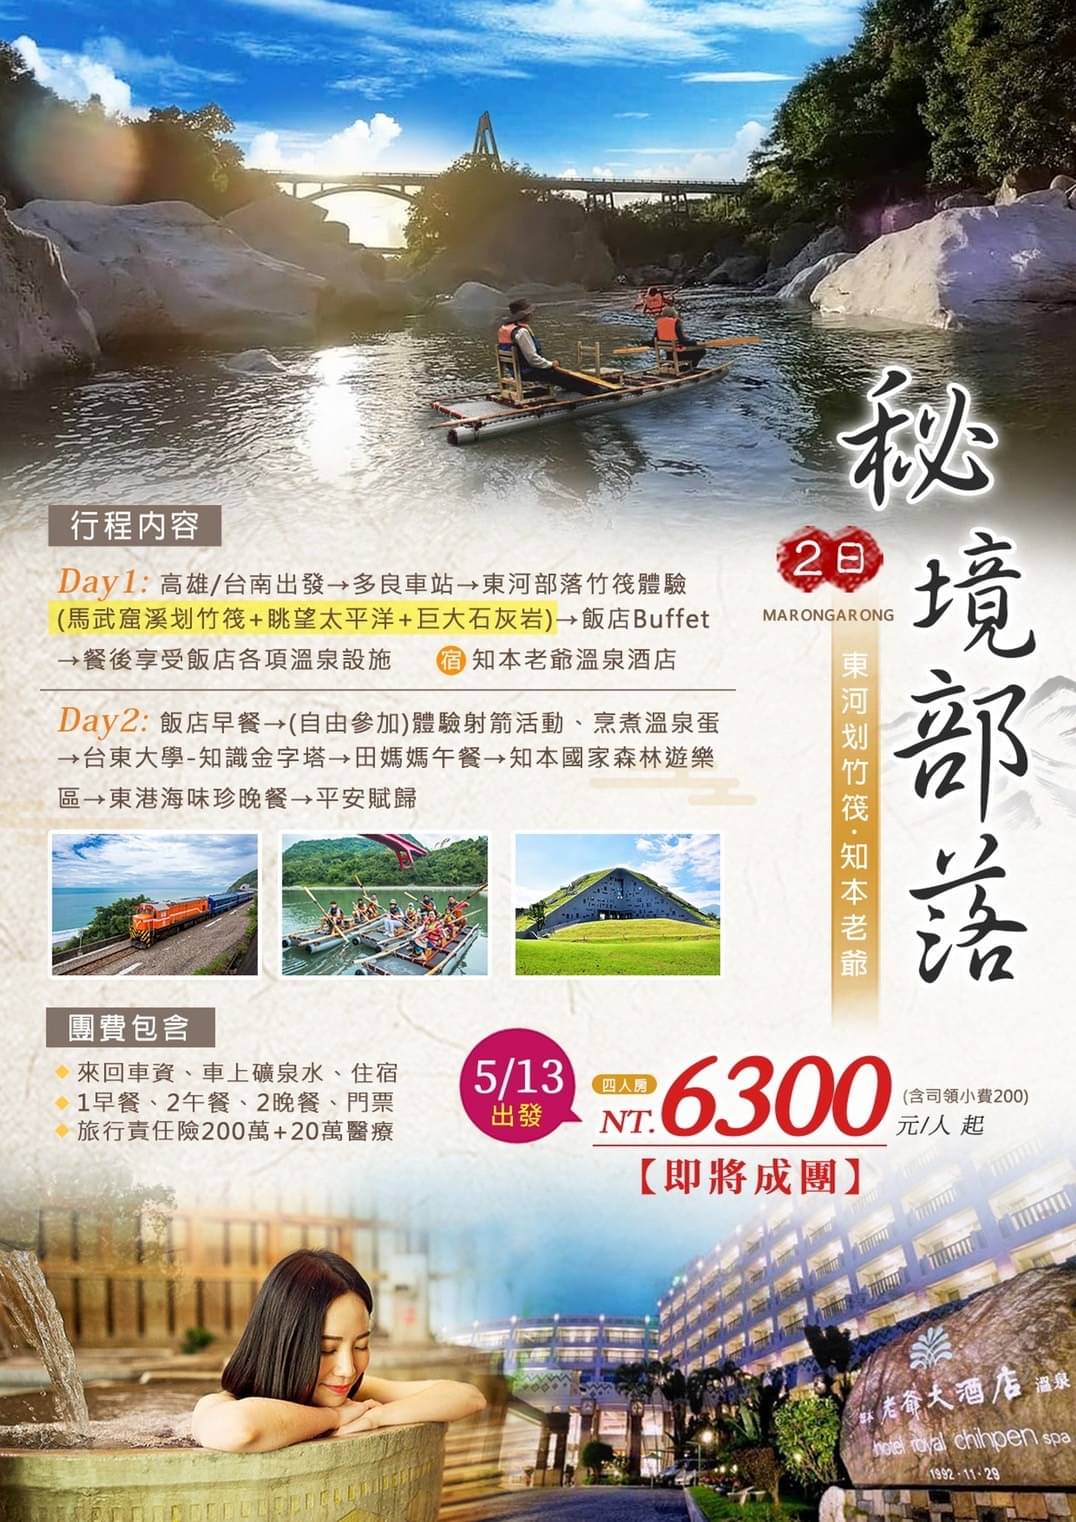 秘境部落
2日
MARONGARONG
東河划竹筏·知本老爺
行程內容
Day1: 高雄/台南出發→多良車站→東河部落竹筏體驗
(馬武窟溪划竹筏+眺望太平洋+巨大石灰岩)→飯店Buffet
→餐後享受飯店各項溫泉設施 宿 知本老爺溫泉酒店
Day2: 飯店早餐→(自由參加)體驗射箭活動、烹煮溫泉蛋
→台東大學-知識金字塔→田媽媽午餐→知本國家森林遊樂
區→東港海味珍晚餐→平安賦歸
團費包含
◆ 來回車資、車上礦泉水、住宿
◆ 1早餐、2午餐、2晚餐、門票
◆ 旅行責任險200萬+20萬醫療
5/13
出發
四人房
NT.6300
(含司領小費200)
元/人 起
【即將成團】
老爺大酒店 溫泉
hotel royal chihpen spa
1992·11·29